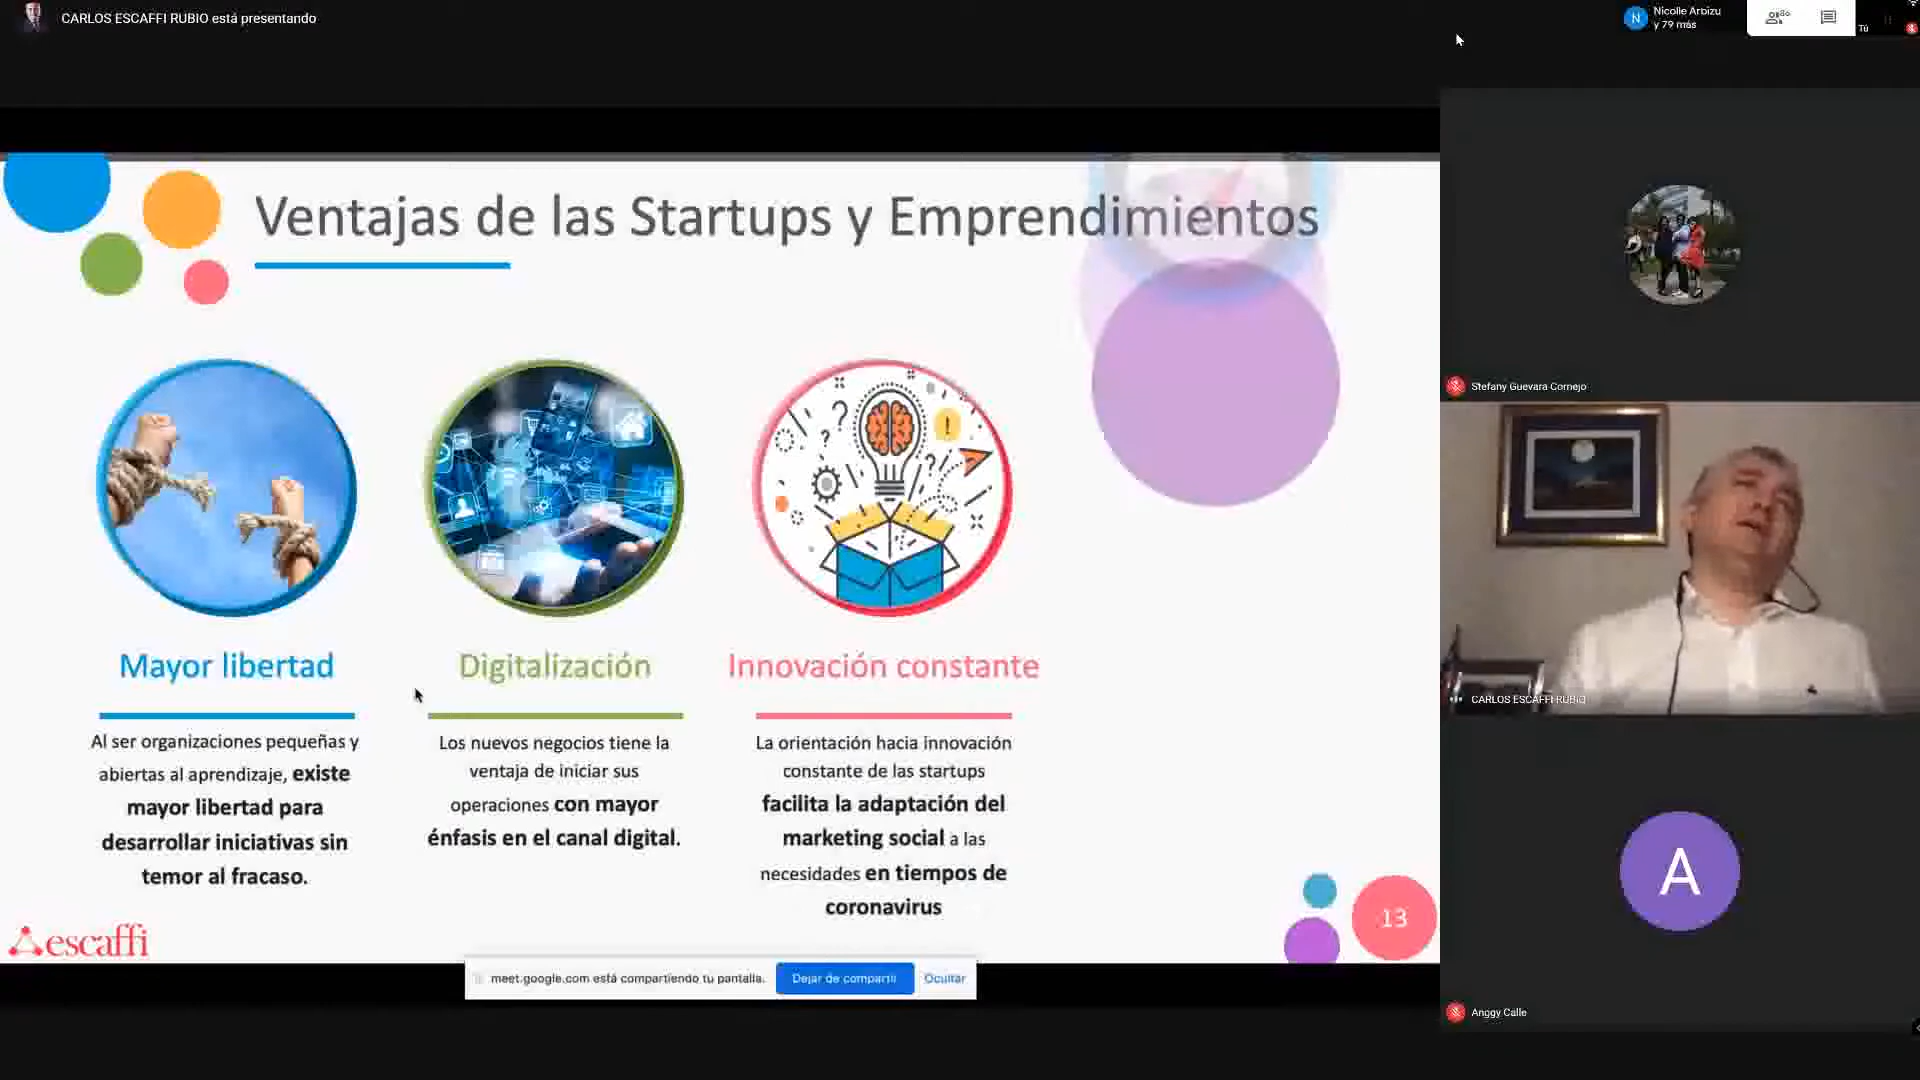 CARLOS ESCAFFI RUBIO está presentando
Nicolle Arbizu
y 79 más
80
Tú
Ventajas de las Startups y Emprendimientos
Mayor libertad
Al ser organizaciones pequeñas y
abiertas al aprendizaje, existe
mayor libertad para
desarrollar iniciativas sin
temor al fracaso.
Digitalización
Los nuevos negocios tiene la
ventaja de iniciar sus
operaciones con mayor
énfasis en el canal digital.
Innovación constante
La orientación hacia innovación
constante de las startups
facilita la adaptación del
marketing social a las
necesidades en tiempos de
coronavirus
escaffi
13
meet.google.com está compartiendo tu pantalla.
Dejar de compartir
Ocultar
Stefany Guevara Cornejo
CARLOS ESCAFFI RUBIO
A
Anggy Calle
N